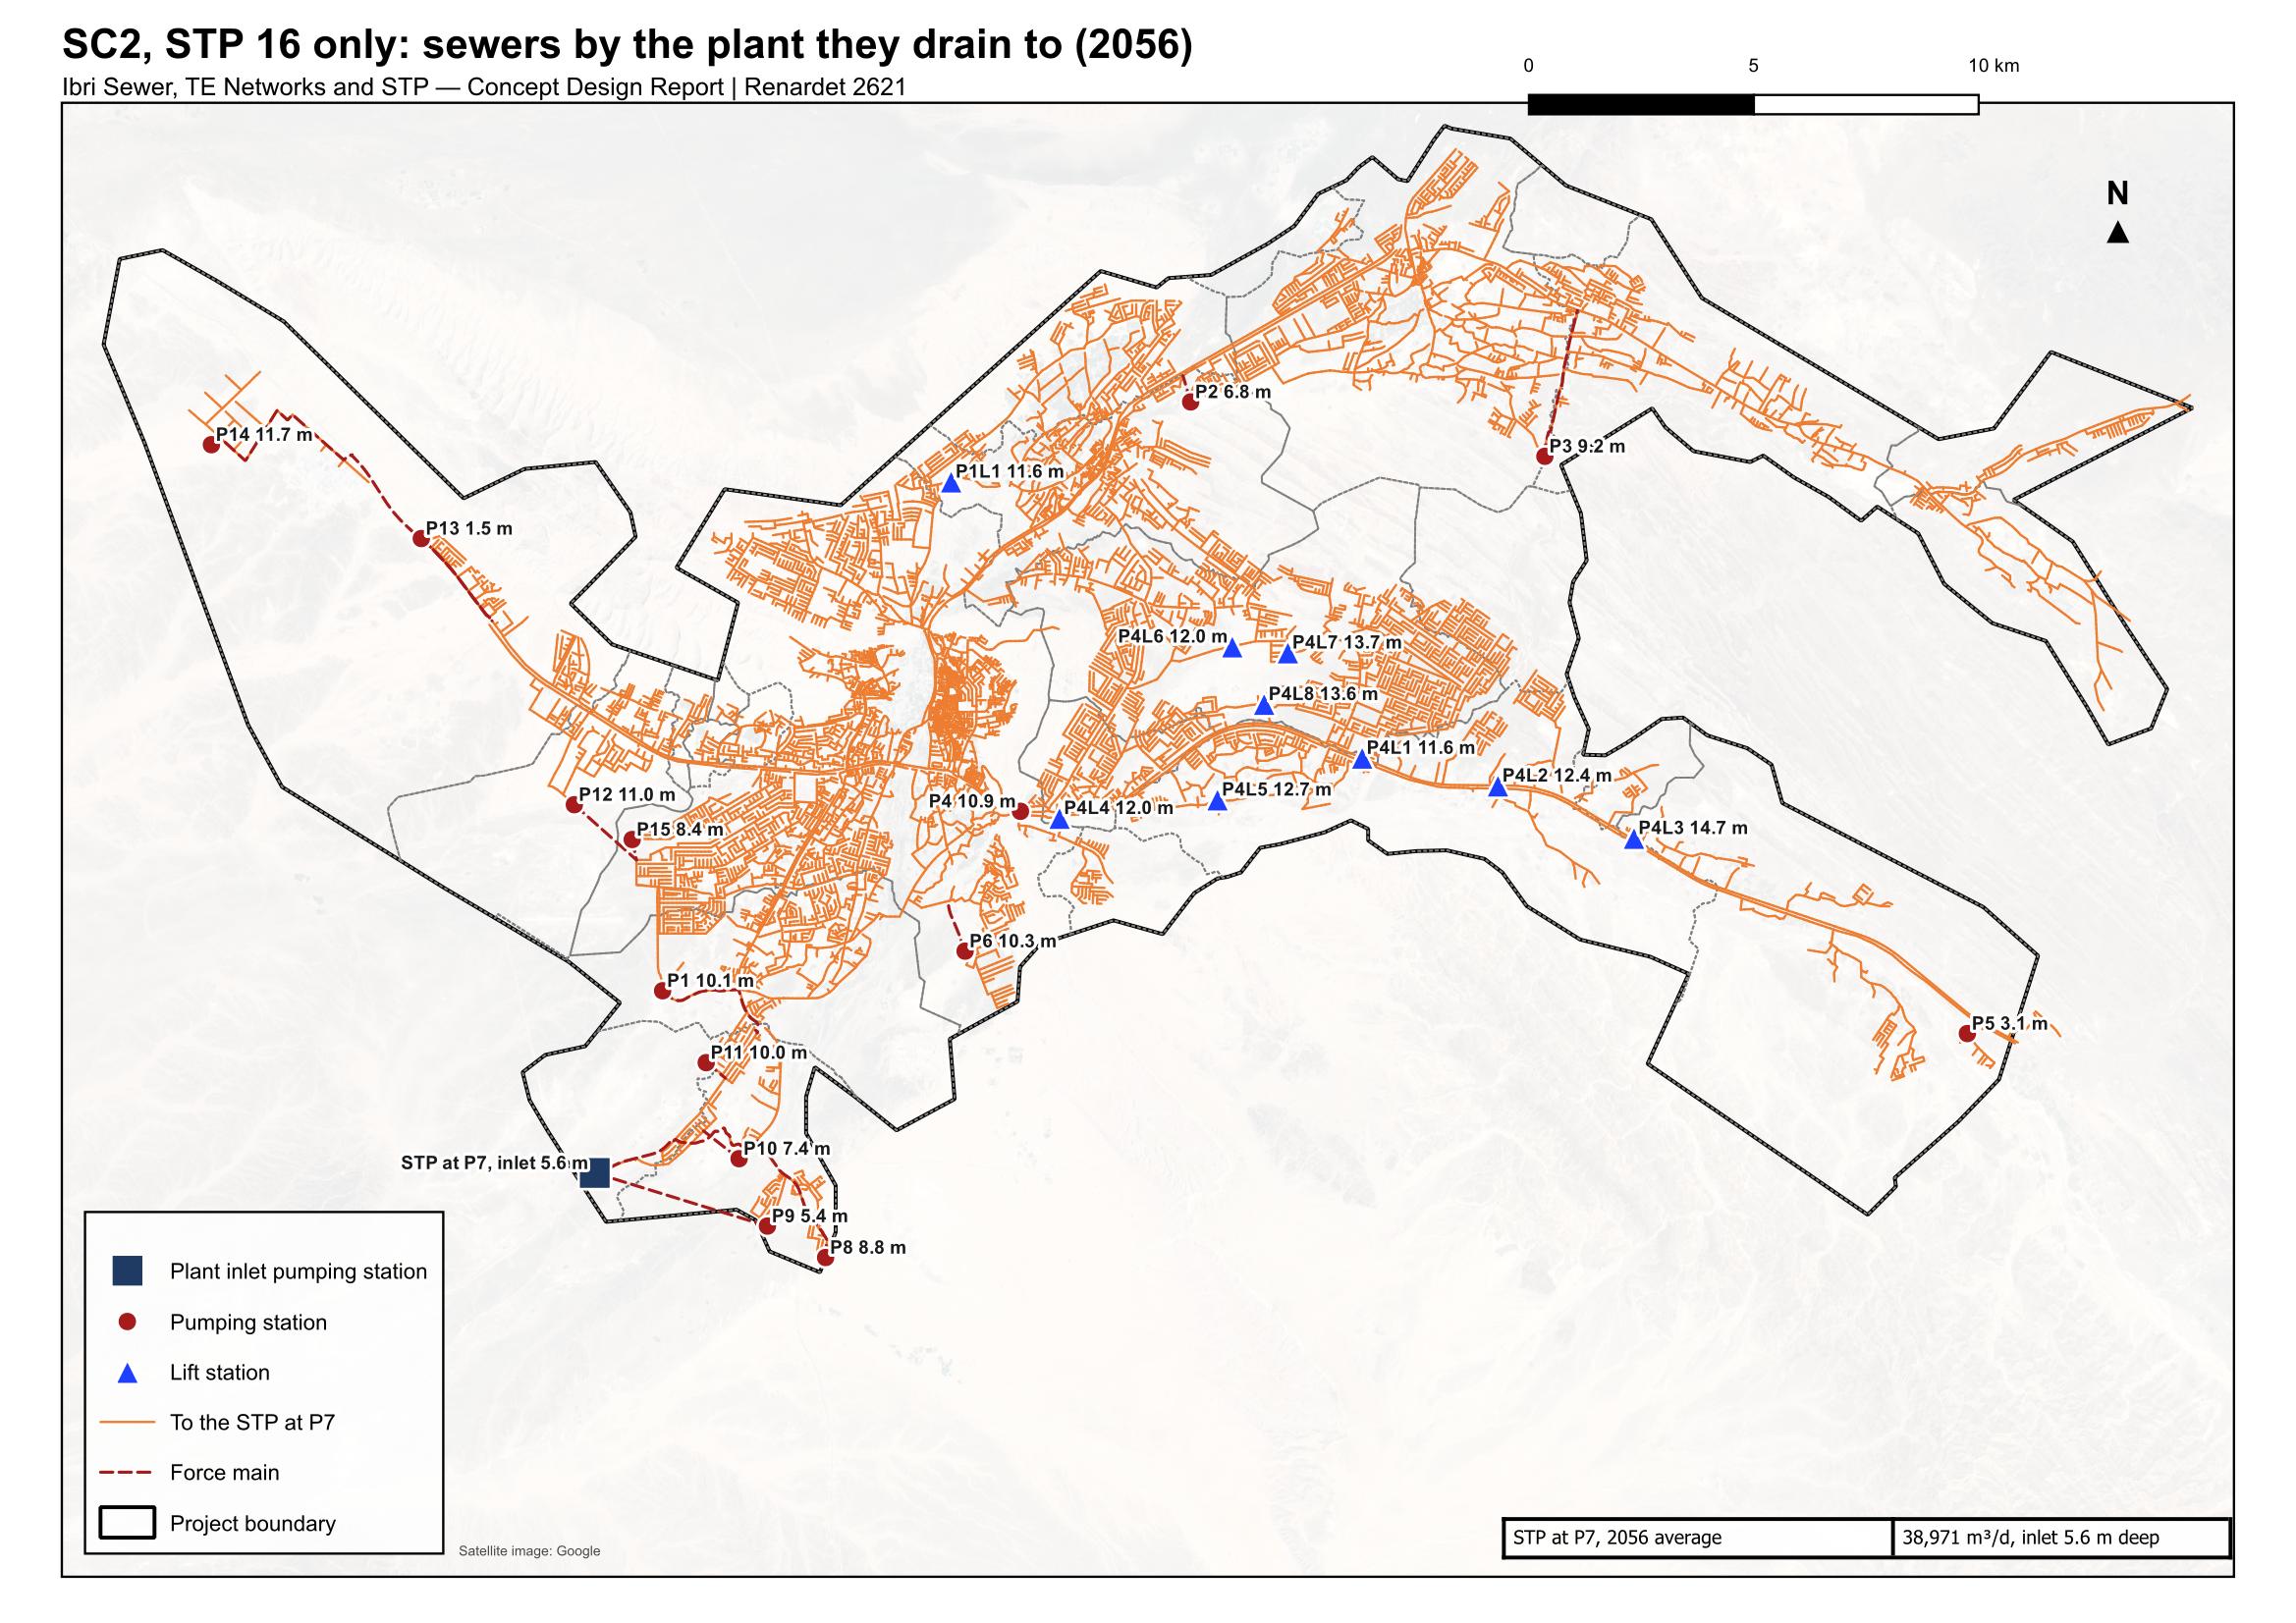 SC2, STP 16 only: sewers by the plant they drain to (2056)
Ibri Sewer, TE Networks and STP — Concept Design Report | Renardet 2621
0 5 10 km
N
P2 6.8 m
P14 11.7 m
P3 9.2 m
P1L1 11.6 m
P13 1.5 m
P4L6 12.0 m
P4L7 13.7 m
P4L8 13.6 m
P4L1 11.6 m
P4L2 12.4 m
P12 11.0 m
P4 10.9 m
P4L4 12.0 m
P4L5 12.7 m
P15 8.4 m
P4L3 14.7 m
P6 10.3 m
P1 10.1 m
P5 3.1 m
P11 10.0 m
P10 7.4 m
STP at P7, inlet 5.6 m
P9 5.4 m
P8 8.8 m
Plant inlet pumping station
Pumping station
Lift station
To the STP at P7
Force main
Project boundary
Satellite image: Google
STP at P7, 2056 average 38,971 m³/d, inlet 5.6 m deep